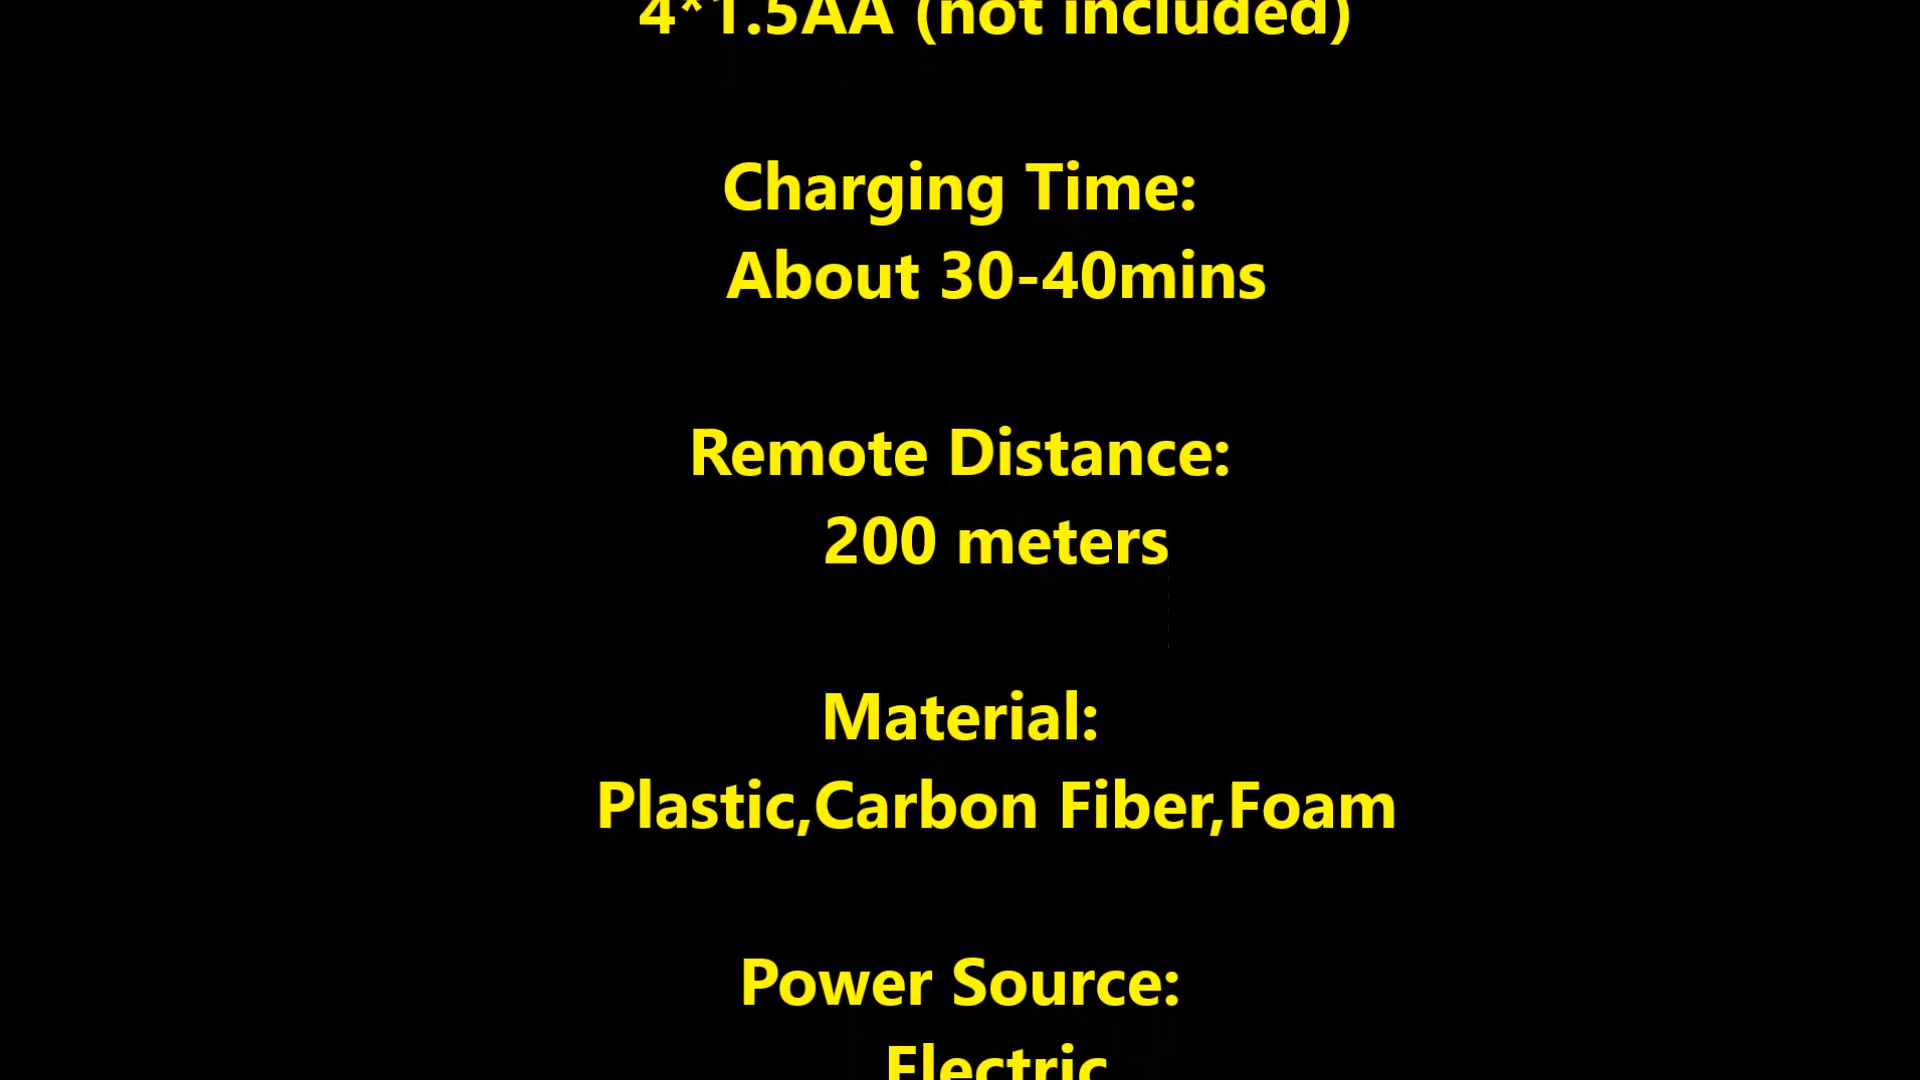 4*1.5AA (not included)
Charging Time:
About 30-40mins
Remote Distance:
200 meters
Material:
Plastic,Carbon Fiber,Foam
Power Source:
Electric